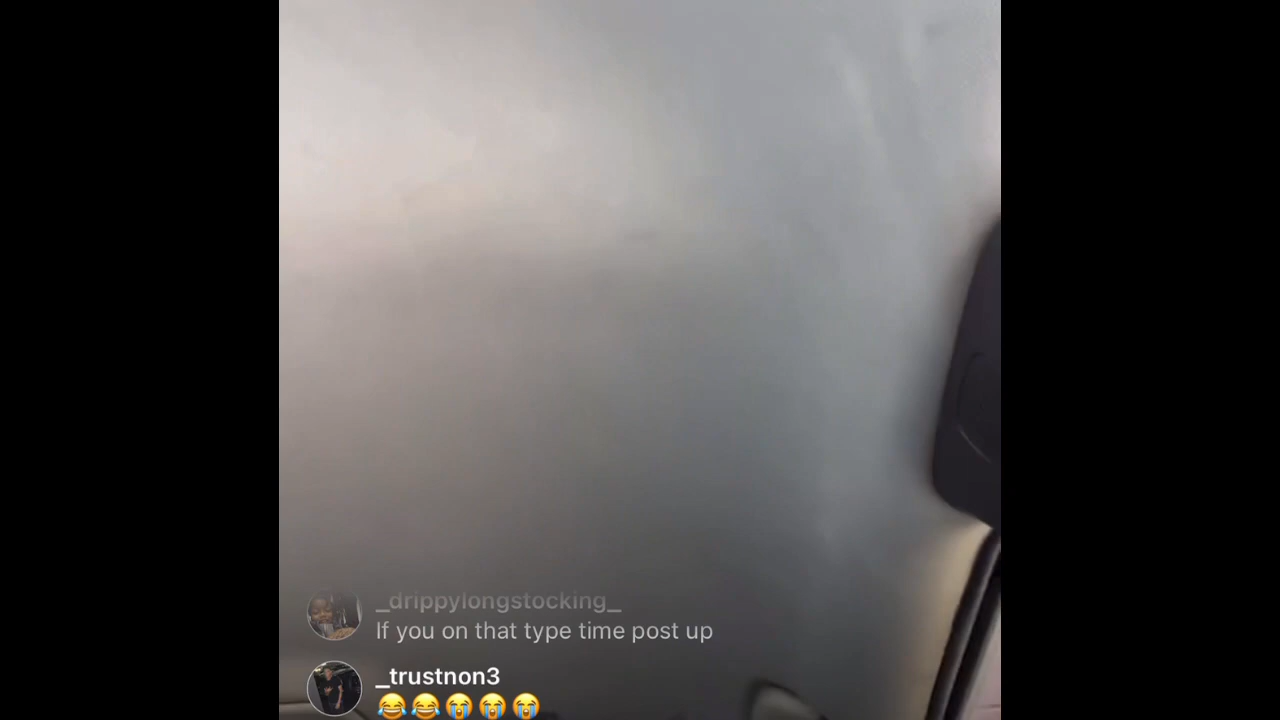 _drippylongstocking_
If you on that type time post up
_trustnon3
😂😂😭😭😭